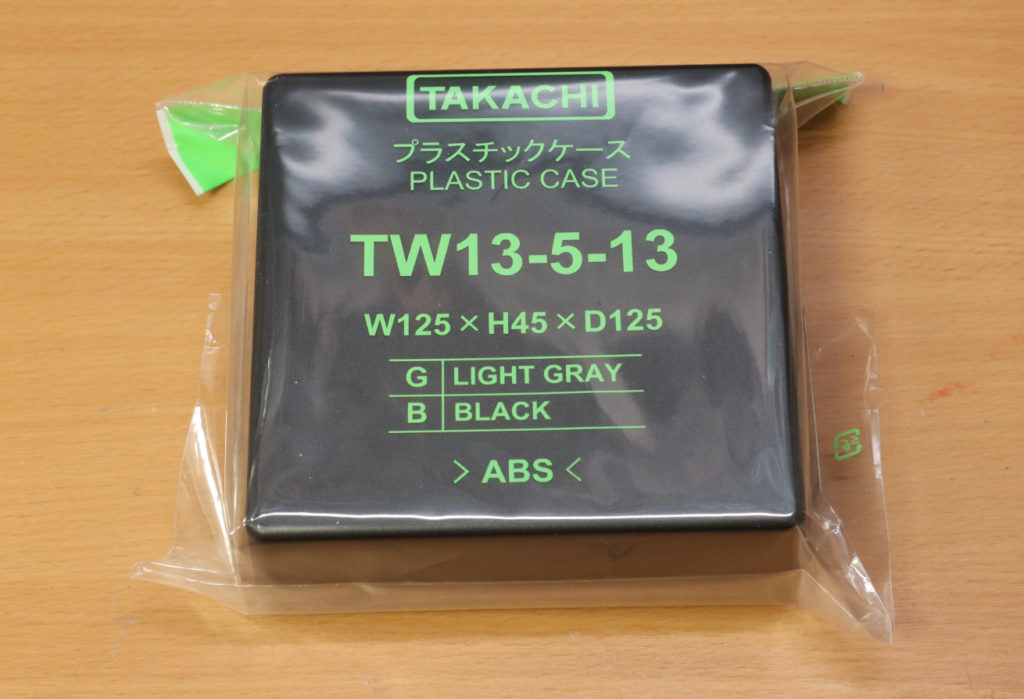 TAKACHI
プラスチックケース
PLASTIC CASE
TW13-5-13
W125×H45×D125
G LIGHT GRAY
B BLACK
>ABS<